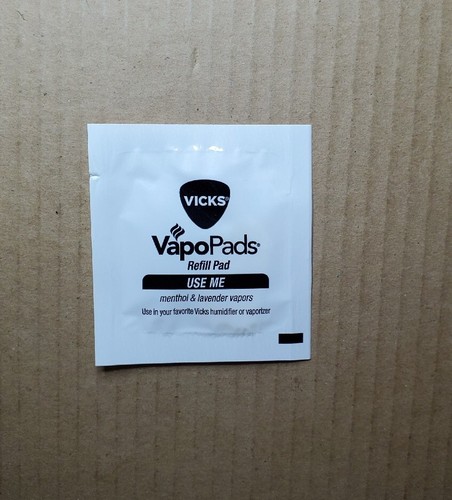 VICKS®
VapoPads®
Refill Pad
USE ME
menthol & lavender vapors
Use in your favorite Vicks humidifier or vaporizer